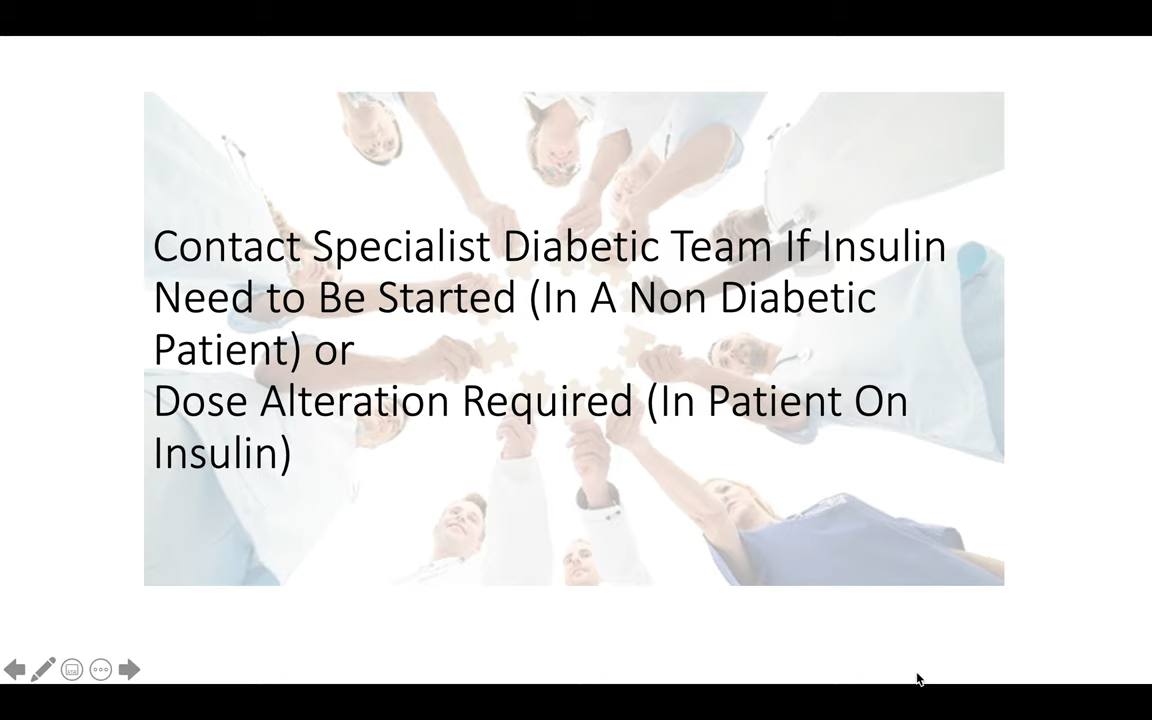 Contact Specialist Diabetic Team If Insulin
Need to Be Started (In A Non Diabetic
Patient) or
Dose Alteration Required (In Patient On
Insulin)